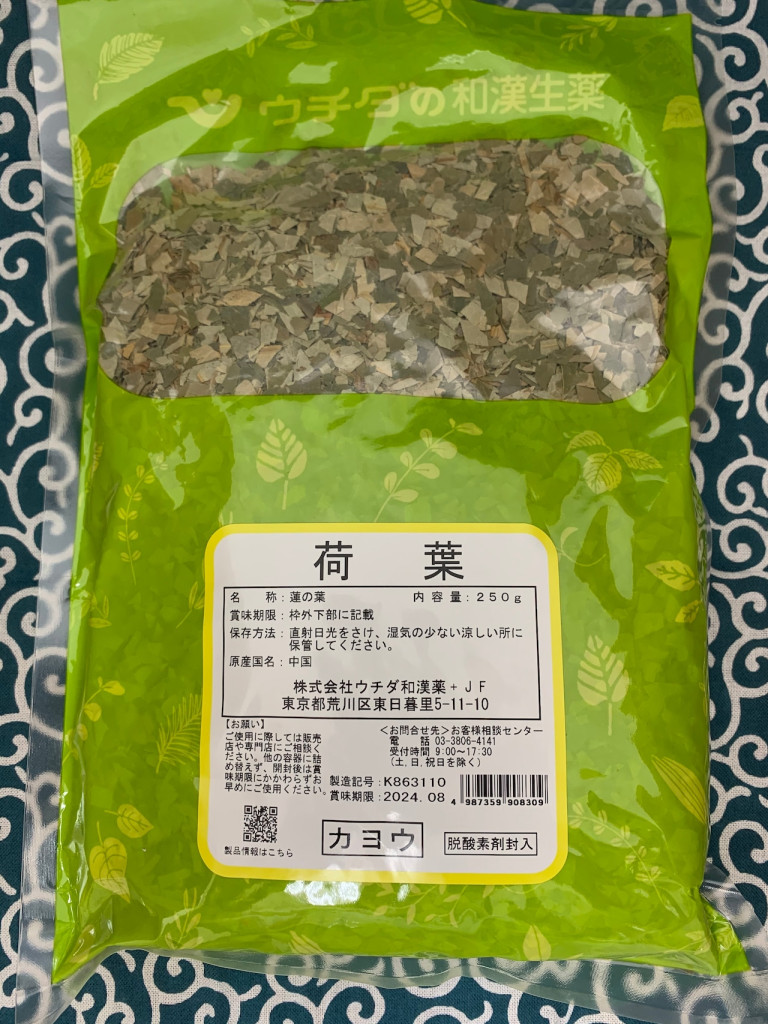 ウチダの和漢生薬
荷 葉
名 称:蓮の葉 内 容 量:250g
賞味期限:枠外下部に記載
保存方法:直射日光をさけ、湿気の少ない涼しい所に
保管してください。
原産国名:中国
株式会社ウチダ和漢薬+JF
東京都荒川区東日暮里5-11-10
【お願い】
ご使用に際しては販売
店や専門店にご相談く
ださい。他の容器に詰
め替えず、開封後は賞
味期限にかかわらずお
早めにご使用ください。
<お問合せ先>お客様相談センター
電 話 03-3806-4141
受付時間 9:00~17:30
(土,日,祝日を除く)
製造記号:K863110
賞味期限:2024.08
4 987359 908309
製品情報はこちら
カヨウ
脱酸素剤封入